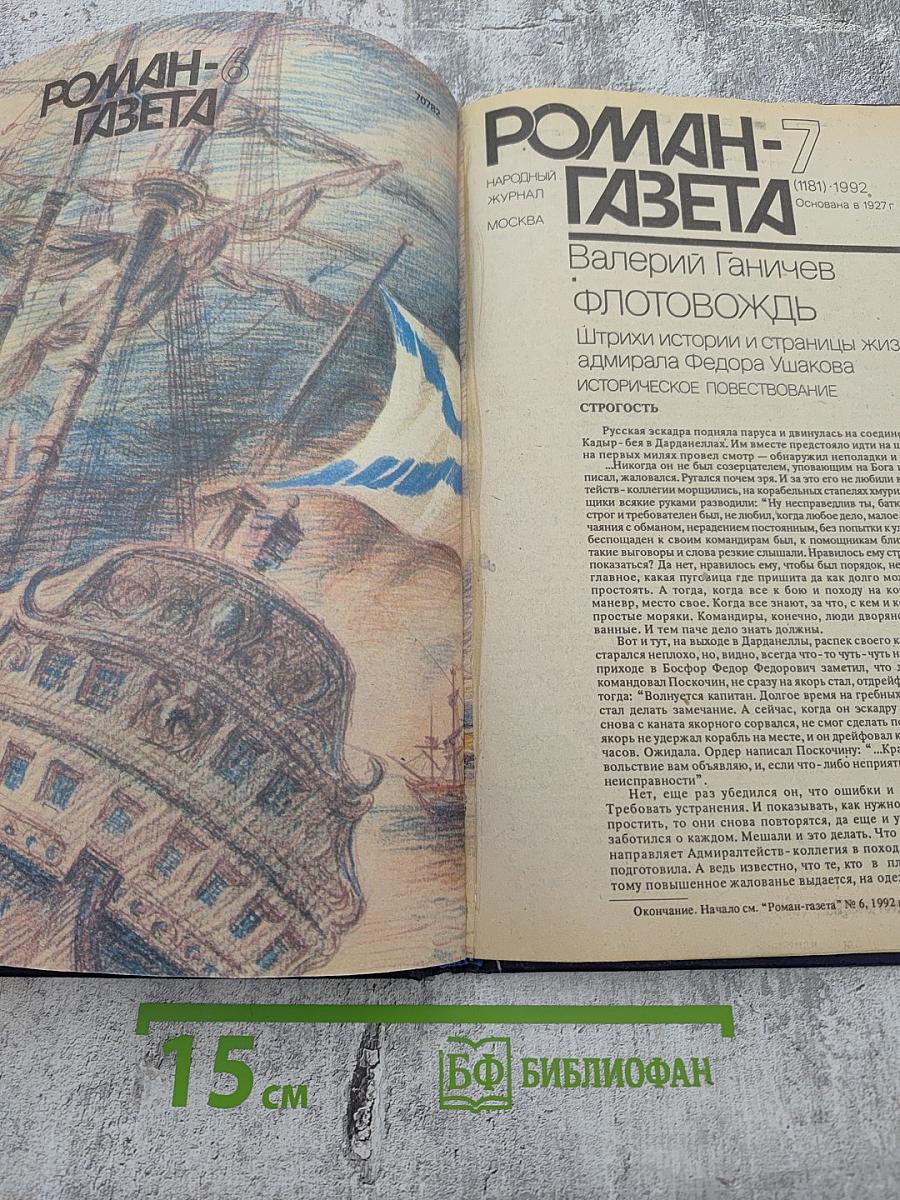 РОМАН-6
ГАЗЕТА
70782
РОМАН-7
ГАЗЕТА
НАРОДНЫЙ
ЖУРНАЛ
МОСКВА
(1181)·1992
Основана в 1927 г
Валерий Ганичев
ФЛОТОВОЖДЬ
Штрихи истории и страницы жиз
адмирала Федора Ушакова
ИСТОРИЧЕСКОЕ ПОВЕСТВОВАНИЕ
СТРОГОСТЬ
Русская эскадра подняла паруса и двинулась на соедине
Кадыр-бея в Дарданеллах. Им вместе предстояло идти на ш
на первых милях провел смотр — обнаружил неполадки и
...Никогда он не был созерцателем, уповающим на Бога и
писал, жаловался. Ругался почем зря. И за это его не любили в
тейств-коллегии морщились, на корабельных стапелях хмури
щики всякие руками разводили: "Ну несправедлив ты, батю
строг и требователен был, не любил, когда любое дело, малое
чаяния с обманом, нерадением постоянным, без попытки к ул
беспощаден к своим командирам был, к помощникам бли
такие выговоры и слова резкие слышали. Нравилось ему стр
показаться? Да нет, нравилось ему, чтобы был порядок, не
главное, какая пуговица где пришита да как долго мо
простоять. А тогда, когда все к бою и походу на ко
маневр, место свое. Когда все знают, за что, с кем и к
простые моряки. Командиры, конечно, люди дворян
ванные. И тем паче дело знать должны.
Вот и тут, на выходе в Дарданеллы, распек своего к
старался неплохо, но, видно, всегда что-то чуть-чуть н
приходе в Босфор Федор Федорович заметил, что л
командовал Поскочин, не сразу на якорь стал, отдрейф
тогда: "Волнуется капитан. Долгое время на гребных
стал делать замечание. А сейчас, когда он эскадру
снова с каната якорного сорвался, не смог сделать по
якорь не удержал корабль на месте, и он дрейфовал к
часов. Ожидала. Ордер написал Поскочину: "...Кра
вольствие вам объявляю, и, если что-либо неприят
неисправности".
Нет, еще раз убедился он, что ошибки и
Требовать устранения. И показывать, как нужно
простить, то они снова повторятся, да еще и у
заботился о каждом. Мешали и это делать. Что
направляет Адмиралтейств-коллегия в поход
подготовила. А ведь известно, что те, кто в пл
тому повышенное жалованье выдается, на оде
Окончание. Начало см. "Роман-газета" № 6, 1992
15 см
БФ БИБЛИОФАН